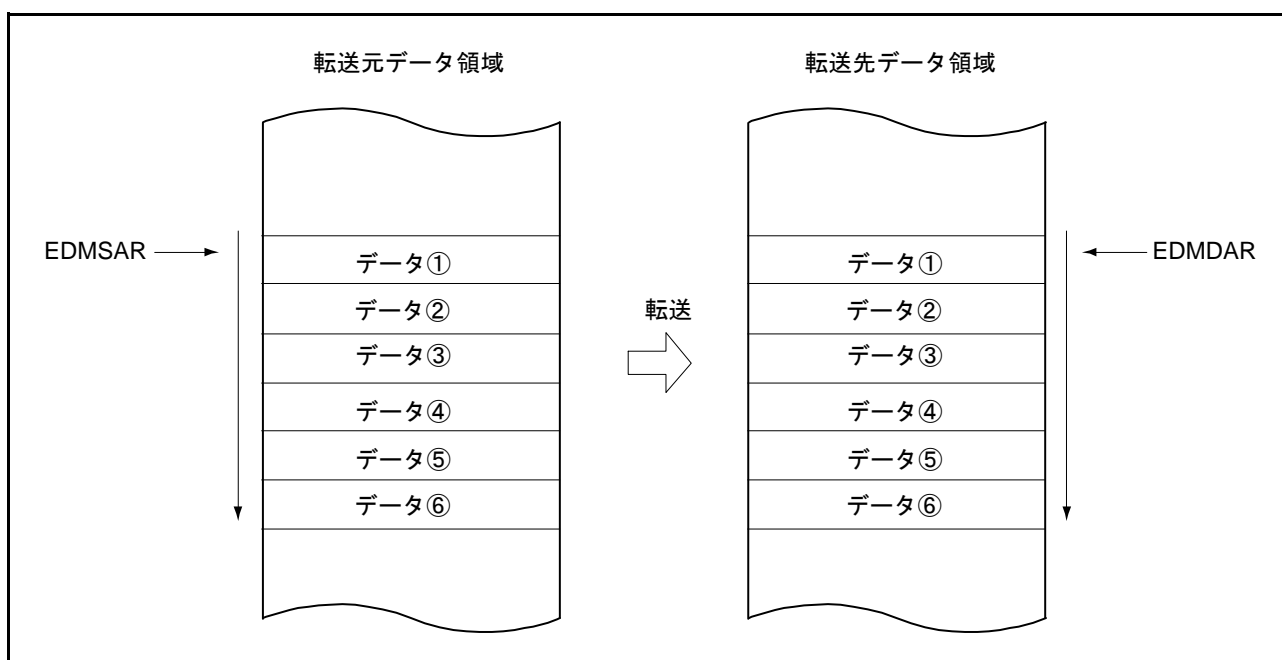 転送元データ領域
転送先データ領域
EDMSAR
EDMDAR
データ①
データ②
データ③
データ④
データ⑤
データ⑥
転送
データ①
データ②
データ③
データ④
データ⑤
データ⑥